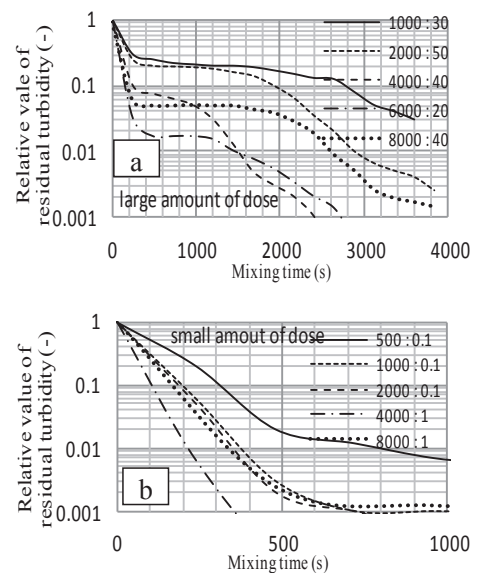 Relative vale of
residual turbidity (-)
1
0.1
0.01
0.001
1000 : 30
2000 : 50
4000 : 40
6000 : 20
8000 : 40
a
large amount of dose
0 1000 2000 3000 4000
Mixing time (s)
Relative value of
residual turbidity (-)
1
0.1
0.01
0.001
small amout of dose
500 : 0.1
1000 : 0.1
2000 : 0.1
4000 : 1
8000 : 1
b
0 500 1000
Mixing time (s)